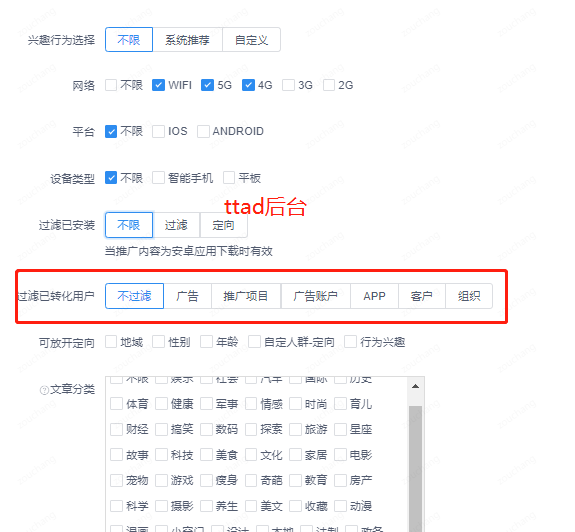 兴趣行为选择 不限 系统推荐 自定义
网络 不限 WIFI 5G 4G 3G 2G
平台 不限 IOS ANDROID
设备类型 不限 智能手机 平板
ttad后台
过滤已安装 不限 过滤 定向
当推广内容为安卓应用下载时有效
过滤已转化用户 不过滤 广告 推广项目 广告账户 APP 客户 组织
可放开定向 地域 性别 年龄 自定人群-定向 行为兴趣
文章分类 不限 娱乐 社会 汽车 国际 历史
体育 健康 军事 情感 时尚 育儿
财经 搞笑 数码 探索 旅游 星座
故事 科技 美食 文化 家居 电影
宠物 游戏 瘦身 奇葩 教育 房产
科学 摄影 养生 美文 收藏 动漫
漫画 小窍门 设计 本地 法制 政务